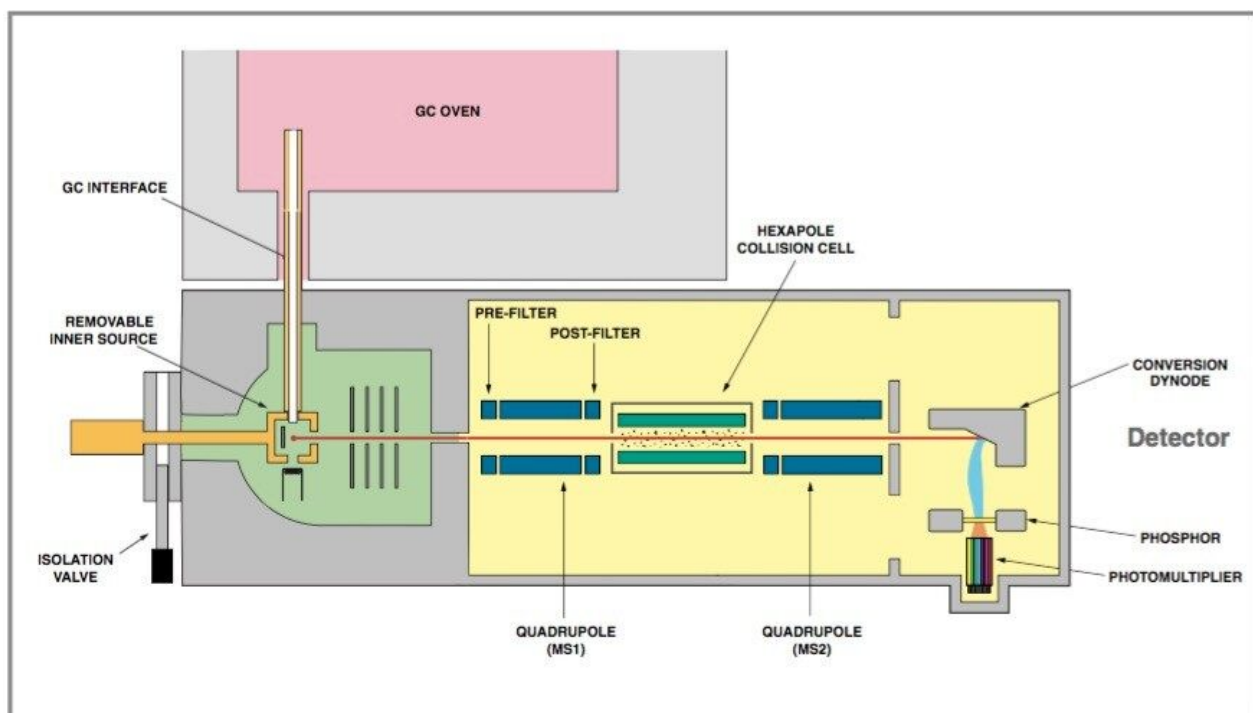 GC OVEN
GC INTERFACE
HEXAPOLE
COLLISION CELL
REMOVABLE
INNER SOURCE
PRE-FILTER
POST-FILTER
CONVERSION
DYNODE
Detector
ISOLATION
VALVE
PHOSPHOR
PHOTOMULTIPLIER
QUADRUPOLE
(MS1)
QUADRUPOLE
(MS2)